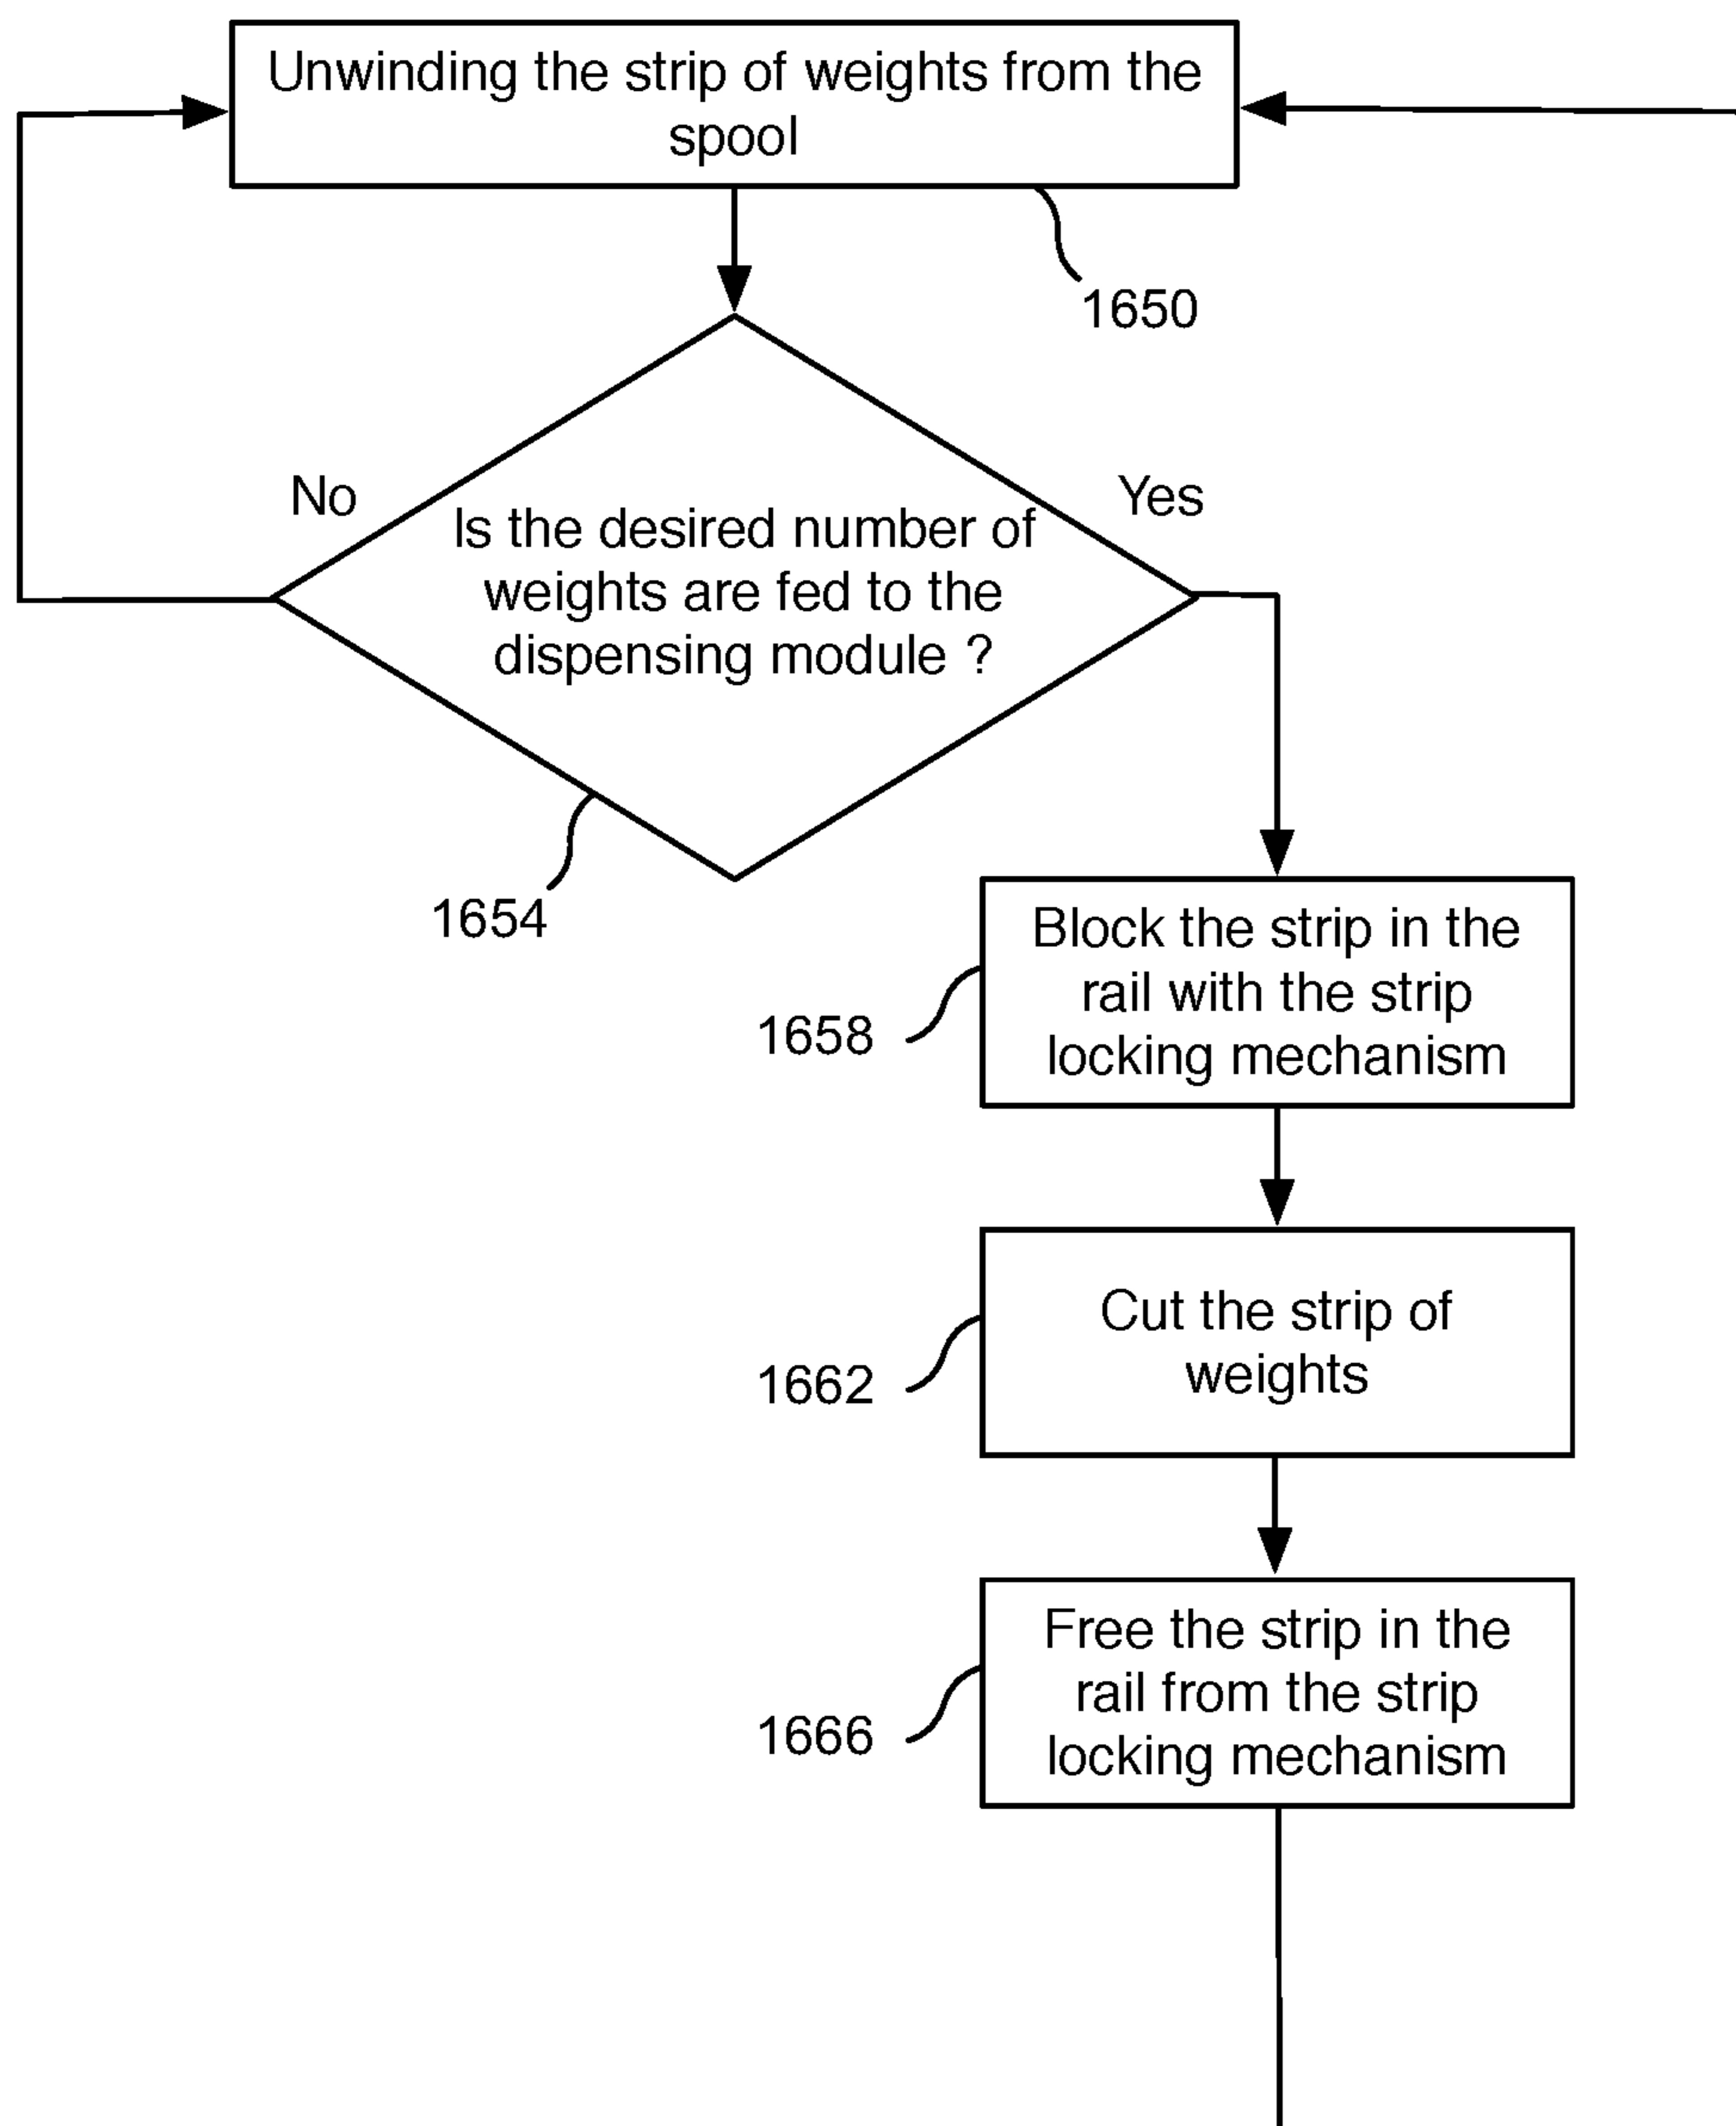 Unwinding the strip of weights from the
spool
1650
No
Yes
Is the desired number of
weights are fed to the
dispensing module ?
1654
Block the strip in the
rail with the strip
locking mechanism
1658
Cut the strip of
weights
1662
Free the strip in the
rail from the strip
locking mechanism
1666